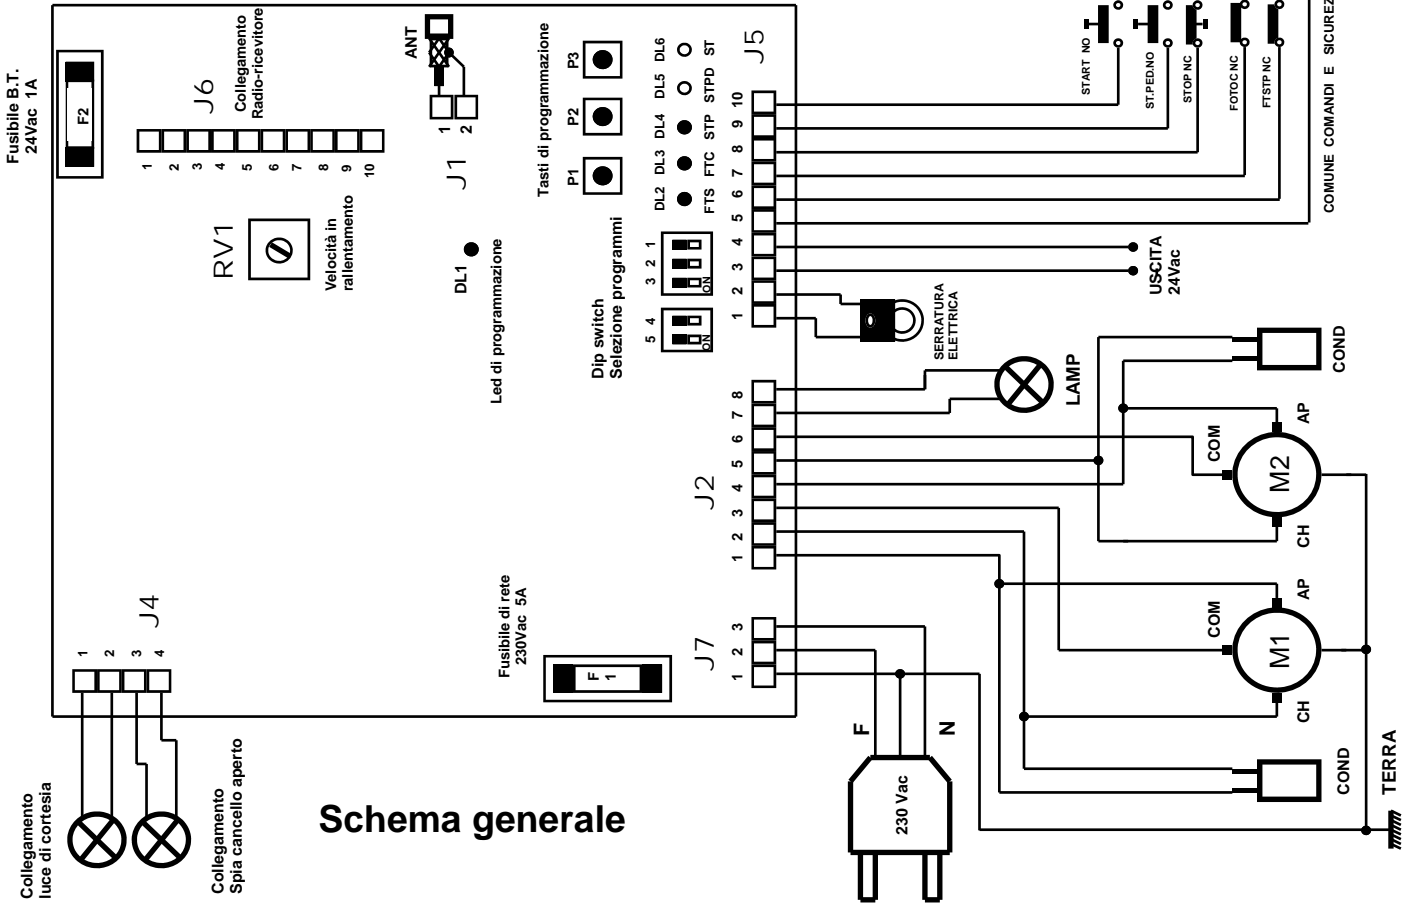 Fusibile B.T.
24Vac 1A
F2
J6
Collegamento
Radio-ricevitore
1
2
3
4
5
6
7
8
9
10
ANT
1
2
J1
RV1
Velocità in
rallentamento
DL1
Led di programmazione
Tasti di programmazione
P3
P2
P1
DL6
DL5
DL4
DL3
DL2
ST
STPD
STP
FTC
FTS
J5
10
9
8
7
6
5
4
3
2
1
Dip switch
Selezione programmi
1
2
3
ON
4
5
ON
START NO
ST.PED.NO
STOP NC
FOTOC NC
FTSTP NC
COMUNE COMANDI E
USCITA
24Vac
SERRATURA
ELETTRICA
LAMP
J2
8
7
6
5
4
3
2
1
COND
COM
AP
M2
CH
COM
AP
M1
CH
COND
TERRA
Fusibile di rete
230Vac 5A
F
1
J7
3
2
1
F
N
230 Vac
J4
1
2
3
4
Collegamento
luce di cortesia
Collegamento
Spia cancello aperto
Schema generale